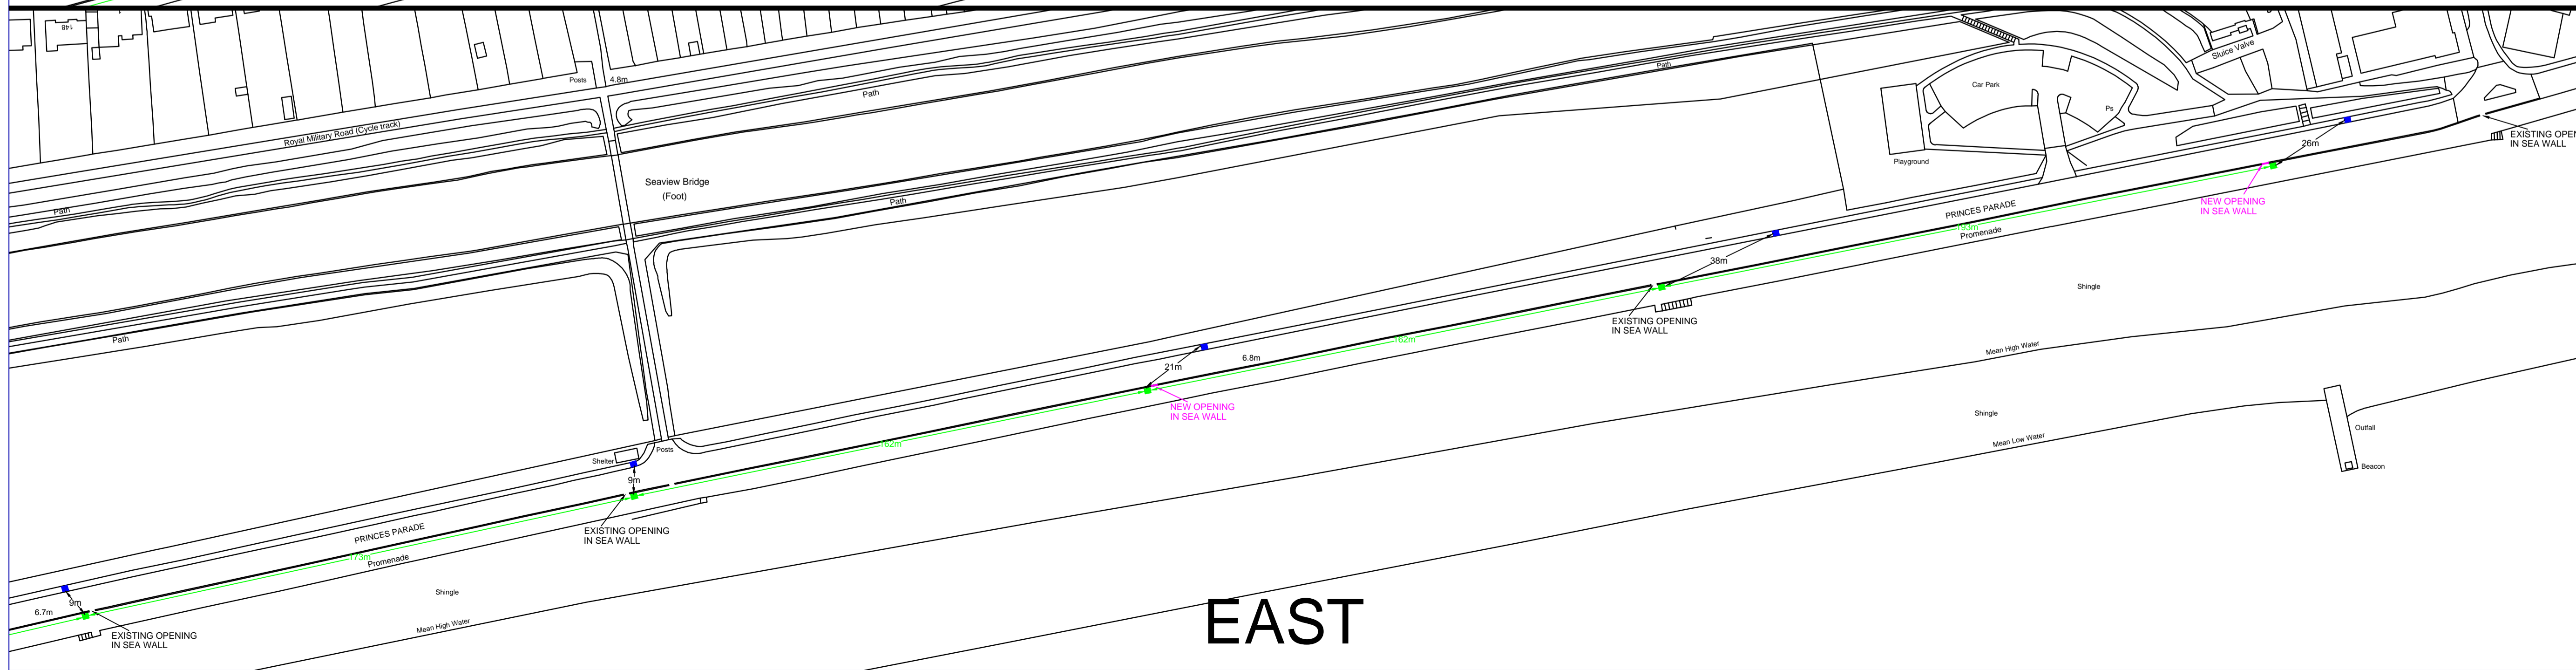 148
Posts
4.8m
Path
Royal Military Road (Cycle track)
Seaview Bridge
(Foot)
Path
Path
Path
Path
Car Park
Ps
Playground
Sluice Valve
EXISTING OPEN
IN SEA WALL
26m
NEW OPENING
IN SEA WALL
PRINCES PARADE
193m
Promenade
38m
Shingle
EXISTING OPENING
IN SEA WALL
162m
6.8m
21m
NEW OPENING
IN SEA WALL
Mean High Water
Shingle
Mean Low Water
Outfall
Beacon
162m
Posts
Shelter
9m
EXISTING OPENING
IN SEA WALL
PRINCES PARADE
173m
Promenade
Shingle
9m
6.7m
EXISTING OPENING
IN SEA WALL
Mean High Water
EAST